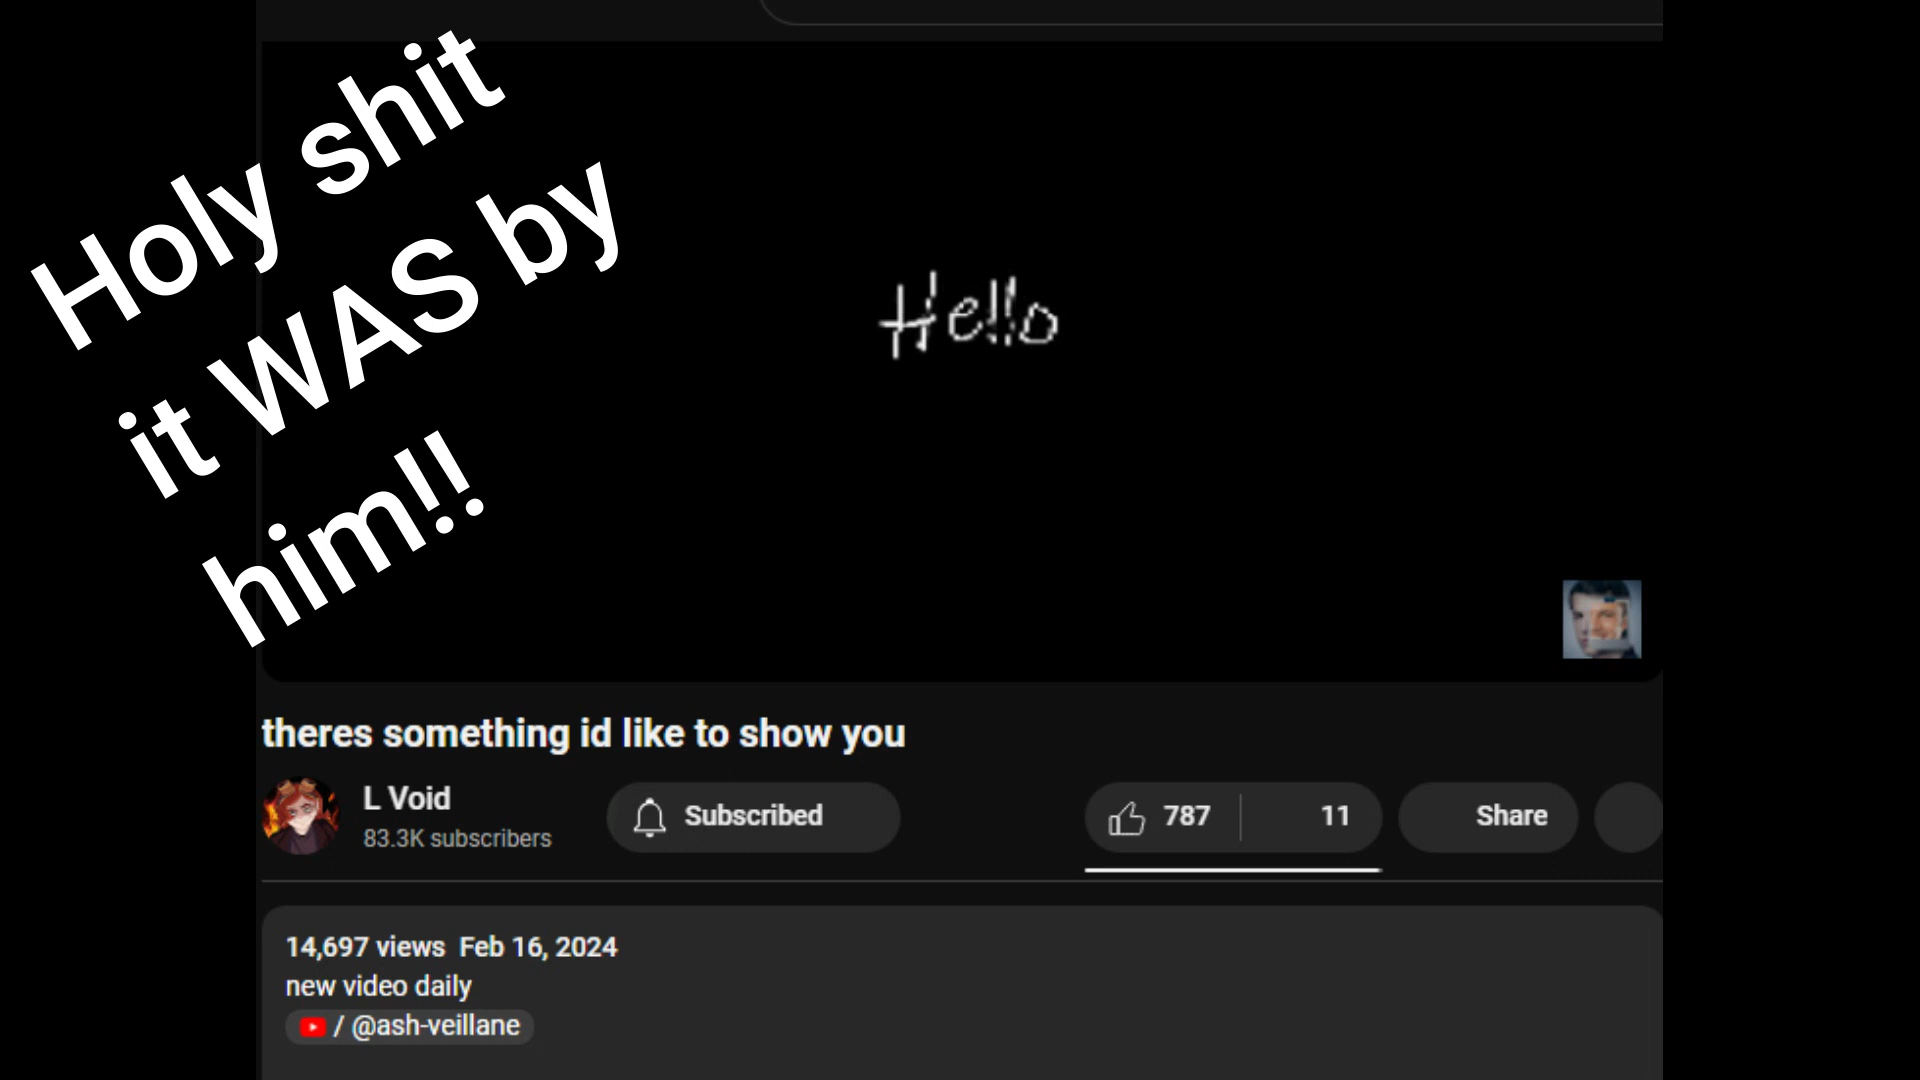 Holy shit
it WAS by
him!!
Hello
theres something id like to show you
L Void
83.3K subscribers
Subscribed
787
11
Share
14,697 views Feb 16, 2024
new video daily
/ @ash-veillane